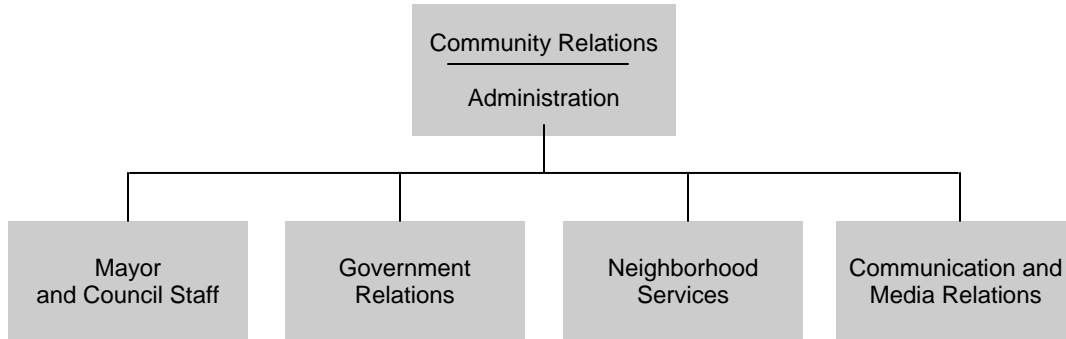 Community Relations
Administration
Mayor
and Council Staff
Government
Relations
Neighborhood
Services
Communication and
Media Relations